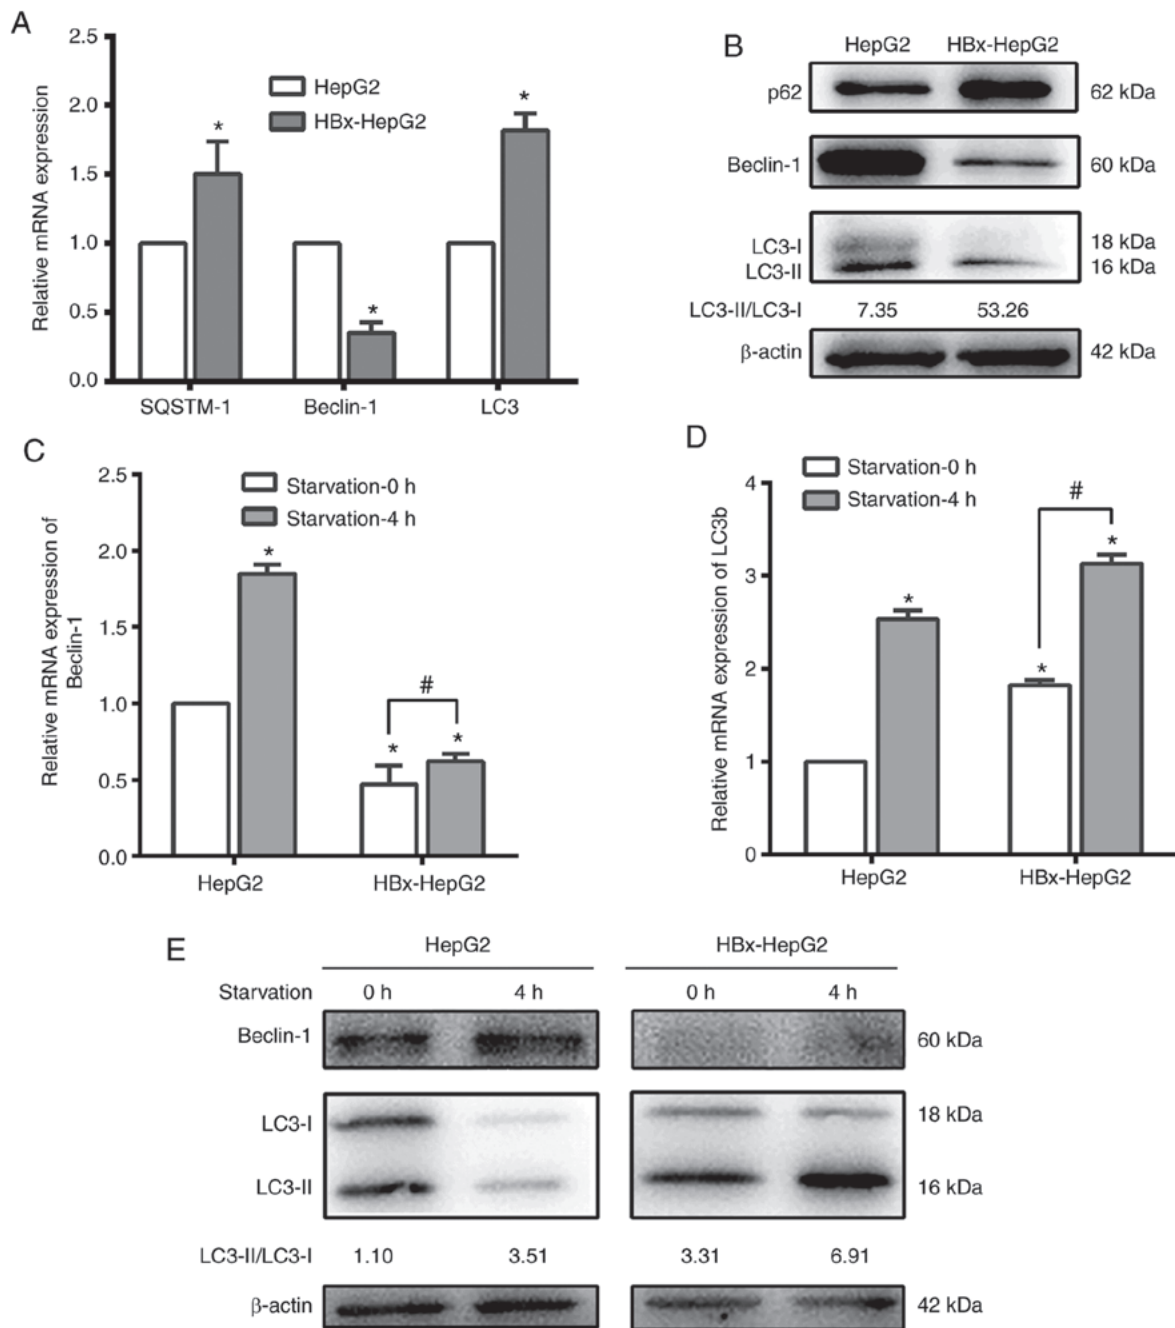 A
2.5
2.0
1.5
1.0
0.5
0.0
Relative mRNA expression
HepG2
HBx-HepG2
*
*
*
SQSTM-1 Beclin-1 LC3
B
HepG2 HBx-HepG2
p62 62 kDa
Beclin-1 60 kDa
LC3-I 18 kDa
LC3-II 16 kDa
LC3-II/LC3-I 7.35 53.26
β-actin 42 kDa
C
2.5
2.0
1.5
1.0
0.5
0.0
Relative mRNA expression of
Beclin-1
Starvation-0 h
Starvation-4 h
*
#
* *
HepG2 HBx-HepG2
D
4
3
2
1
0
Relative mRNA expression of LC3b
Starvation-0 h
Starvation-4 h
#
*
*
*
HepG2 HBx-HepG2
E
HepG2 HBx-HepG2
Starvation 0 h 4 h 0 h 4 h
Beclin-1 60 kDa
LC3-I 18 kDa
LC3-II 16 kDa
LC3-II/LC3-I 1.10 3.51 3.31 6.91
β-actin 42 kDa